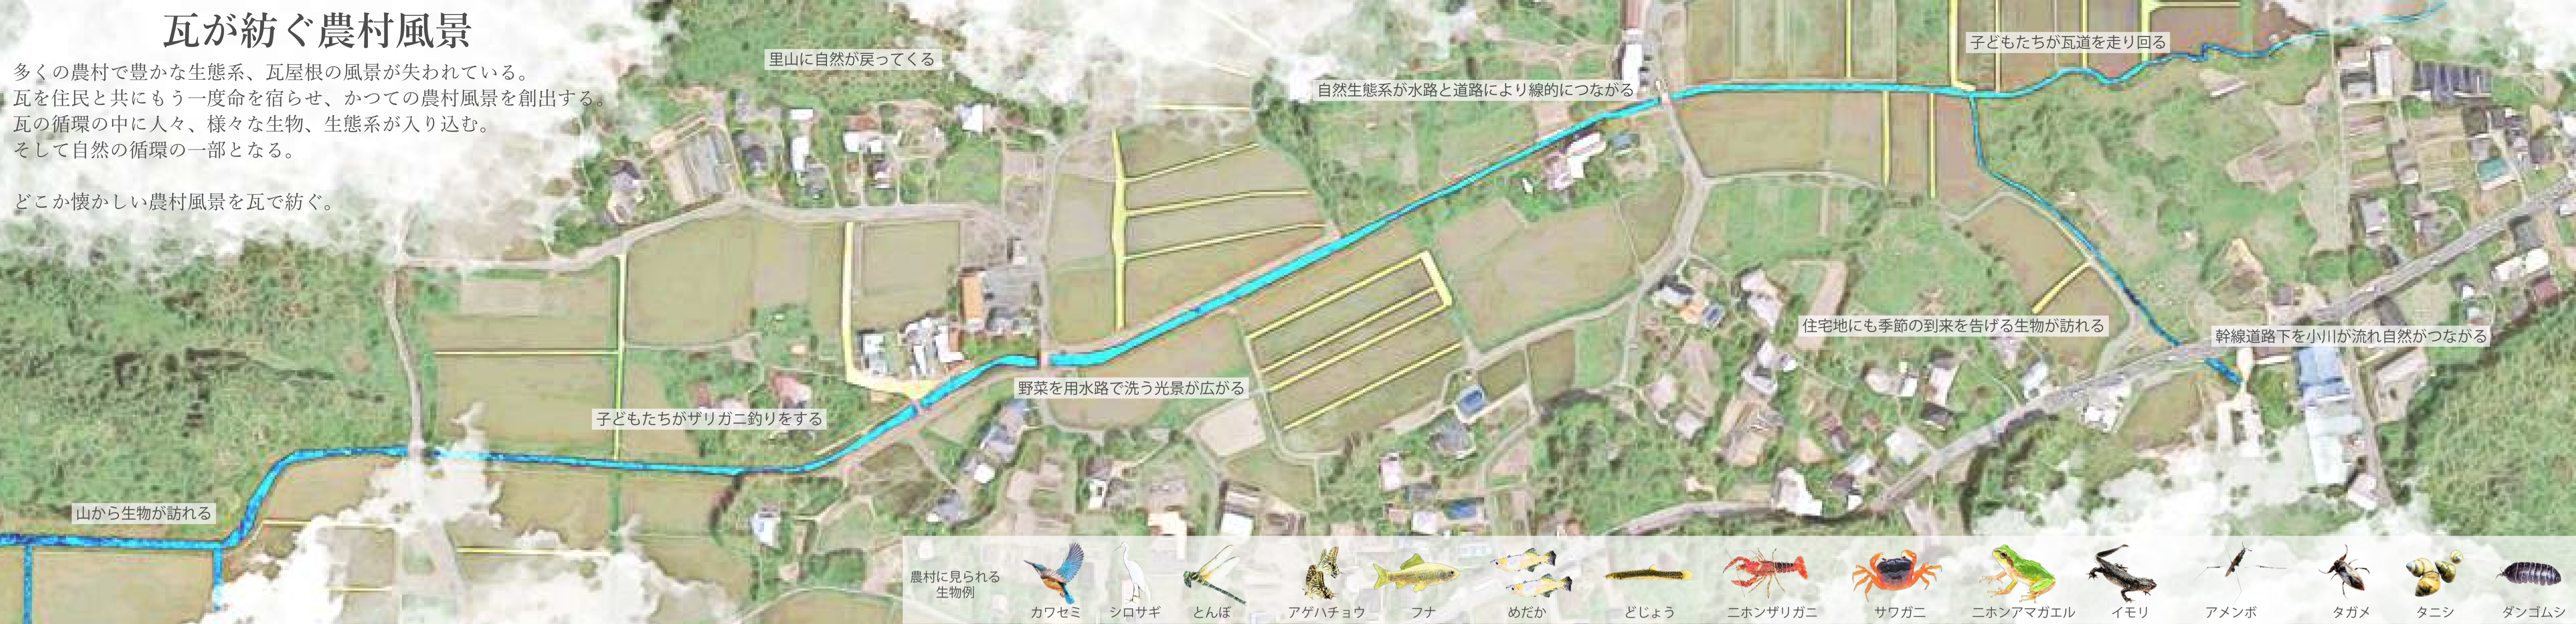 瓦が紡ぐ農村風景
多くの農村で豊かな生態系、瓦屋根の風景が失われている。
瓦を住民と共にもう一度命を宿らせ、かつての農村風景を創出する。
瓦の循環の中に人々、様々な生物、生態系が入り込む。
そして自然の循環の一部となる。
どこか懐かしい農村風景を瓦で紡ぐ。
里山に自然が戻ってくる
自然生態系が水路と道路により線的につながる
子どもたちが瓦道を走り回る
住宅地にも季節の到来を告げる生物が訪れる
幹線道路下を小川が流れ自然がつながる
野菜を用水路で洗う光景が広がる
子どもたちがザリガニ釣りをする
山から生物が訪れる
農村に見られる
生物例
カワセミ
シロサギ
とんぼ
アゲハチョウ
フナ
めだか
どじょう
ニホンザリガニ
サワガニ
ニホンアマガエル
イモリ
アメンボ
タガメ
タニシ
ダンゴムシ